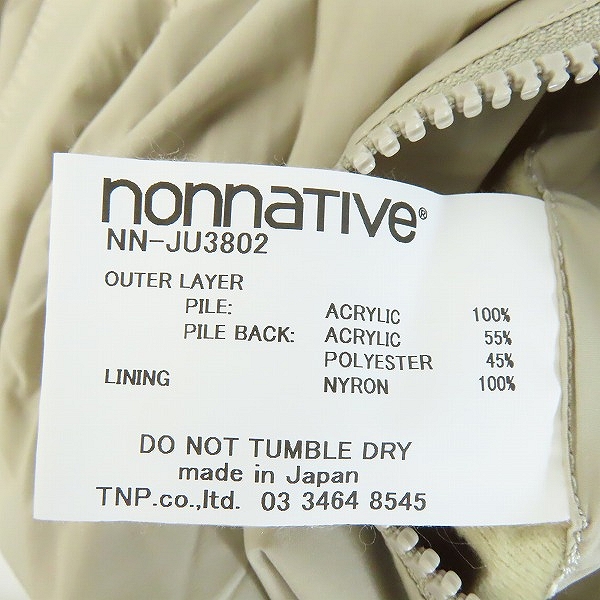 nonnative®
NN-JU3802
OUTER LAYER
PILE: ACRYLIC 100%
PILE BACK: ACRYLIC 55%
POLYESTER 45%
LINING NYRON 100%
DO NOT TUMBLE DRY
made in Japan
TNP.co.,ltd. 03 3464 8545